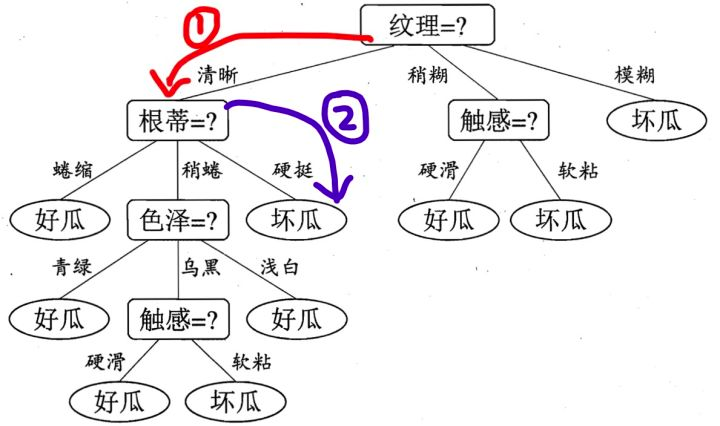 ① 纹理=?
清晰 稍糊 模糊
②
根蒂=? 触感=? 坏瓜
蜷缩 稍蜷 硬挺 硬滑 软粘
好瓜 色泽=? 坏瓜 好瓜 坏瓜
青绿 乌黑 浅白
好瓜 触感=? 好瓜
硬滑 软粘
好瓜 坏瓜